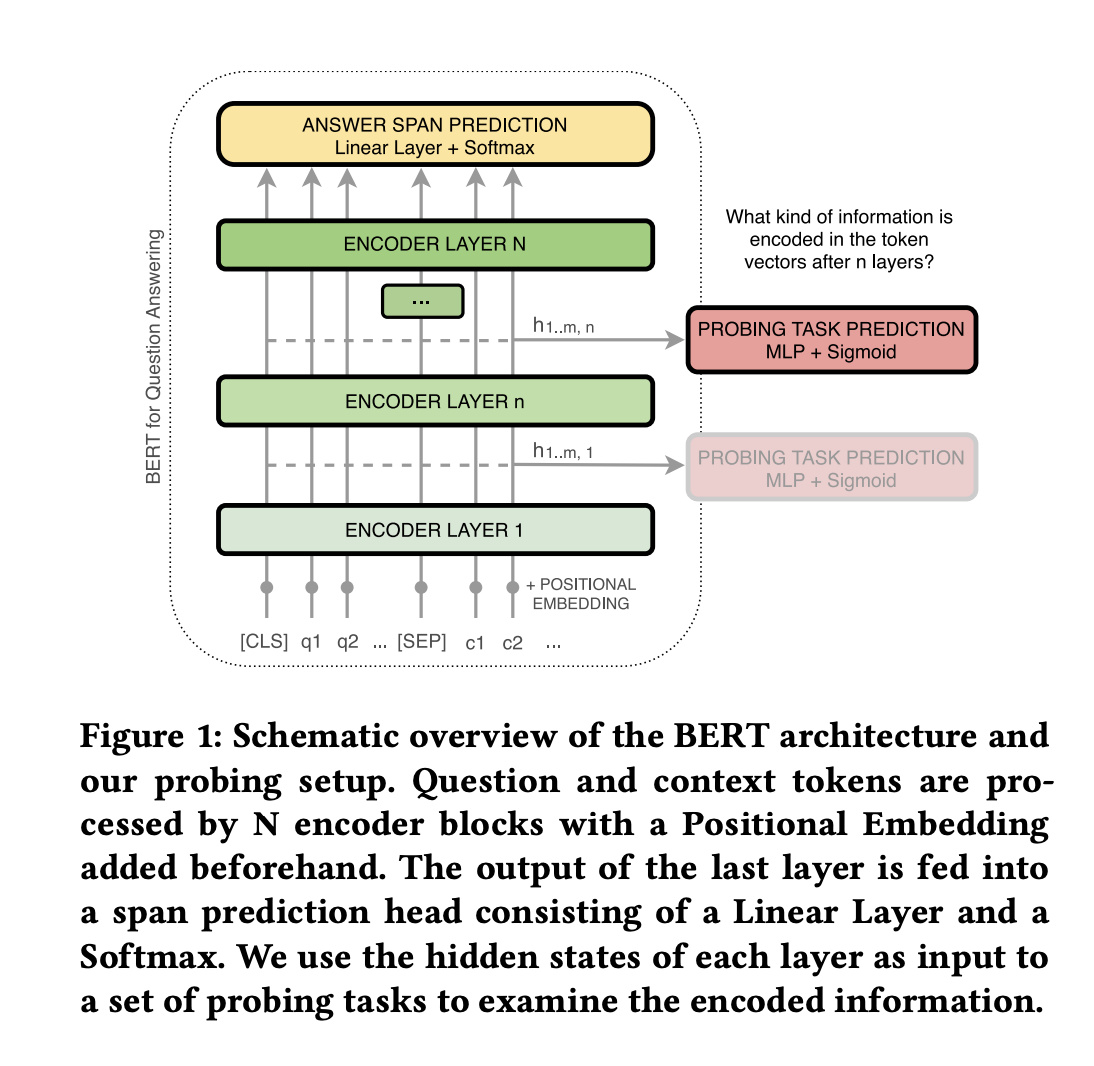 BERT for Question Answering
ANSWER SPAN PREDICTION
Linear Layer + Softmax
ENCODER LAYER N
...
What kind of information is
encoded in the token
vectors after n layers?
h1..m, n
PROBING TASK PREDICTION
MLP + Sigmoid
ENCODER LAYER n
h1..m, 1
PROBING TASK PREDICTION
MLP + Sigmoid
ENCODER LAYER 1
+ POSITIONAL
EMBEDDING
[CLS] q1 q2 ... [SEP] c1 c2 ...
Figure 1: Schematic overview of the BERT architecture and
our probing setup. Question and context tokens are pro-
cessed by N encoder blocks with a Positional Embedding
added beforehand. The output of the last layer is fed into
a span prediction head consisting of a Linear Layer and a
Softmax. We use the hidden states of each layer as input to
a set of probing tasks to examine the encoded information.